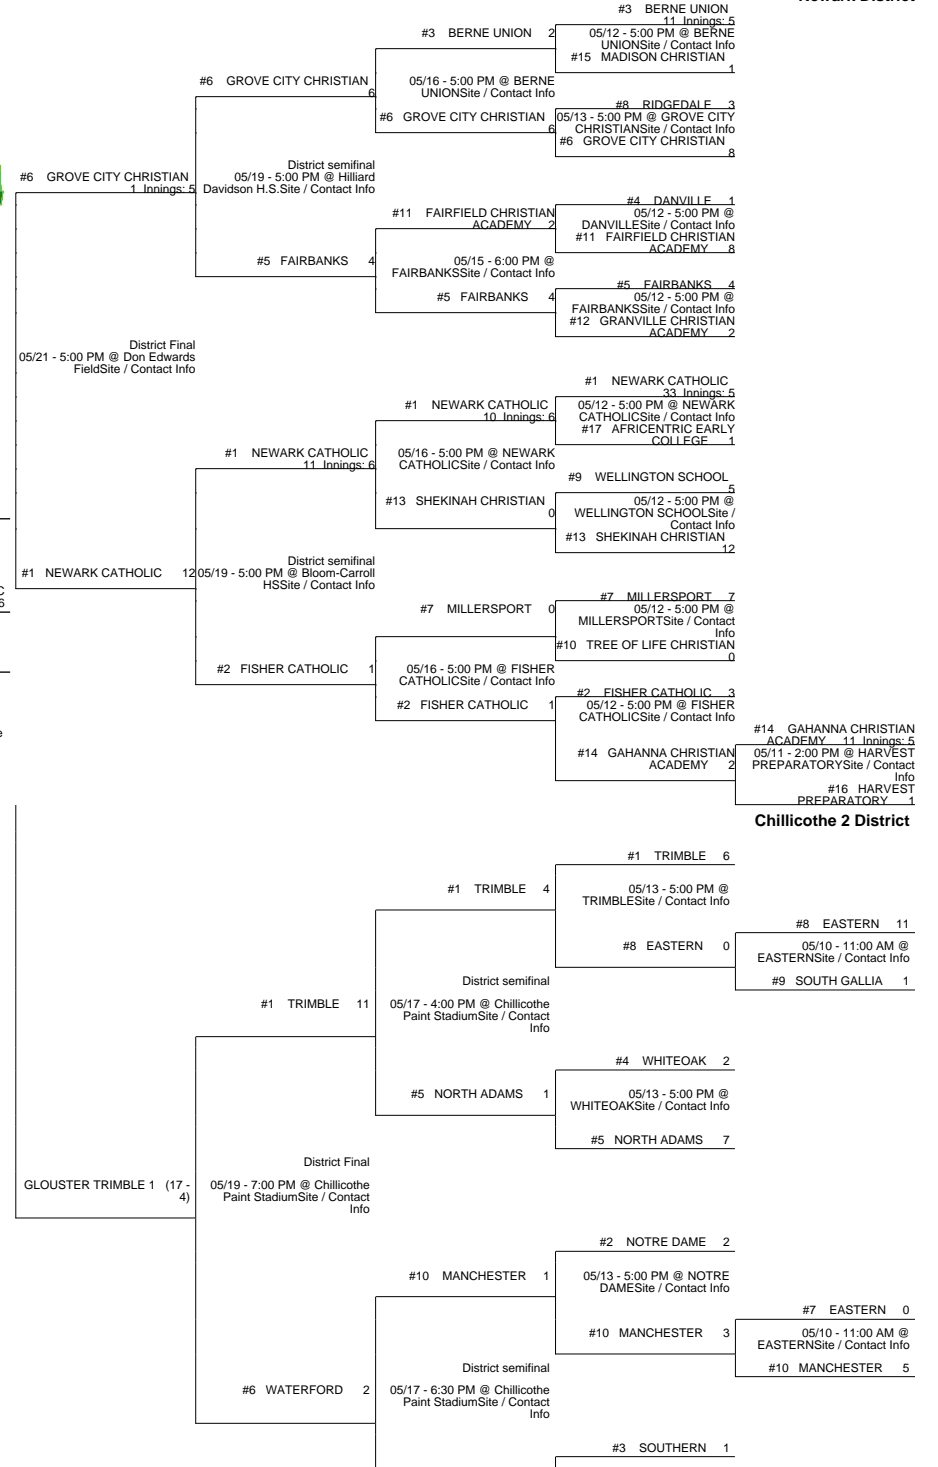 #3 BERNE UNION
11 Innings: 5
05/12 - 5:00 PM @ BERNE
UNIONSite / Contact Info
#15 MADISON CHRISTIAN
1
#3 BERNE UNION 2
05/16 - 5:00 PM @ BERNE
UNIONSite / Contact Info
#6 GROVE CITY CHRISTIAN
6
#8 RIDGEDALE 3
05/13 - 5:00 PM @ GROVE CITY
CHRISTIANSite / Contact Info
#6 GROVE CITY CHRISTIAN
8
#6 GROVE CITY CHRISTIAN
6
District semifinal
05/19 - 5:00 PM @ Hilliard
Davidson H.S.Site / Contact Info
#6 GROVE CITY CHRISTIAN
1 Innings: 5
#4 DANVILLE 1
05/12 - 5:00 PM @
DANVILLESite / Contact Info
#11 FAIRFIELD CHRISTIAN
ACADEMY 8
#11 FAIRFIELD CHRISTIAN
ACADEMY 2
05/15 - 6:00 PM @
FAIRBANKSSite / Contact Info
#5 FAIRBANKS 4
#5 FAIRBANKS 4
#5 FAIRBANKS 4
05/12 - 5:00 PM @
FAIRBANKSSite / Contact Info
#12 GRANVILLE CHRISTIAN
ACADEMY 2
District Final
05/21 - 5:00 PM @ Don Edwards
FieldSite / Contact Info
#1 NEWARK CATHOLIC
33 Innings: 5
05/12 - 5:00 PM @ NEWARK
CATHOLICSite / Contact Info
#17 AFRICENTRIC EARLY
COLLEGE 1
#1 NEWARK CATHOLIC
10 Innings: 6
05/16 - 5:00 PM @ NEWARK
CATHOLICSite / Contact Info
#13 SHEKINAH CHRISTIAN
0
#1 NEWARK CATHOLIC
11 Innings: 6
#9 WELLINGTON SCHOOL
5
05/12 - 5:00 PM @
WELLINGTON SCHOOLSite /
Contact Info
#13 SHEKINAH CHRISTIAN
12
District semifinal
05/19 - 5:00 PM @ Bloom-Carroll
HSSite / Contact Info
#1 NEWARK CATHOLIC 12
#7 MILLERSPORT 7
05/12 - 5:00 PM @
MILLERSPORTSite / Contact
Info
#10 TREE OF LIFE CHRISTIAN
0
#7 MILLERSPORT 0
05/16 - 5:00 PM @ FISHER
CATHOLICSite / Contact Info
#2 FISHER CATHOLIC 1
#2 FISHER CATHOLIC 1
#2 FISHER CATHOLIC 3
05/12 - 5:00 PM @ FISHER
CATHOLICSite / Contact Info
#14 GAHANNA CHRISTIAN
ACADEMY 2
#14 GAHANNA CHRISTIAN
ACADEMY 11 Innings: 5
05/11 - 2:00 PM @ HARVEST
PREPARATORYSite / Contact
Info
#16 HARVEST
PREPARATORY 1
Chillicothe 2 District
#1 TRIMBLE 6
05/13 - 5:00 PM @
TRIMBLESite / Contact Info
#8 EASTERN 0
#1 TRIMBLE 4
#8 EASTERN 11
05/10 - 11:00 AM @
EASTERNSite / Contact Info
#9 SOUTH GALLIA 1
District semifinal
05/17 - 4:00 PM @ Chillicothe
Paint StadiumSite / Contact
Info
#1 TRIMBLE 11
#4 WHITEOAK 2
05/13 - 5:00 PM @
WHITEOAKSite / Contact Info
#5 NORTH ADAMS 7
#5 NORTH ADAMS 1
District Final
05/19 - 7:00 PM @ Chillicothe
Paint StadiumSite / Contact
Info
GLOUSTER TRIMBLE 1 (17 -
4)
#2 NOTRE DAME 2
05/13 - 5:00 PM @ NOTRE
DAMESite / Contact Info
#10 MANCHESTER 3
#10 MANCHESTER 1
#7 EASTERN 0
05/10 - 11:00 AM @
EASTERNSite / Contact Info
#10 MANCHESTER 5
District semifinal
05/17 - 6:30 PM @ Chillicothe
Paint StadiumSite / Contact
Info
#6 WATERFORD 2
#3 SOUTHERN 1